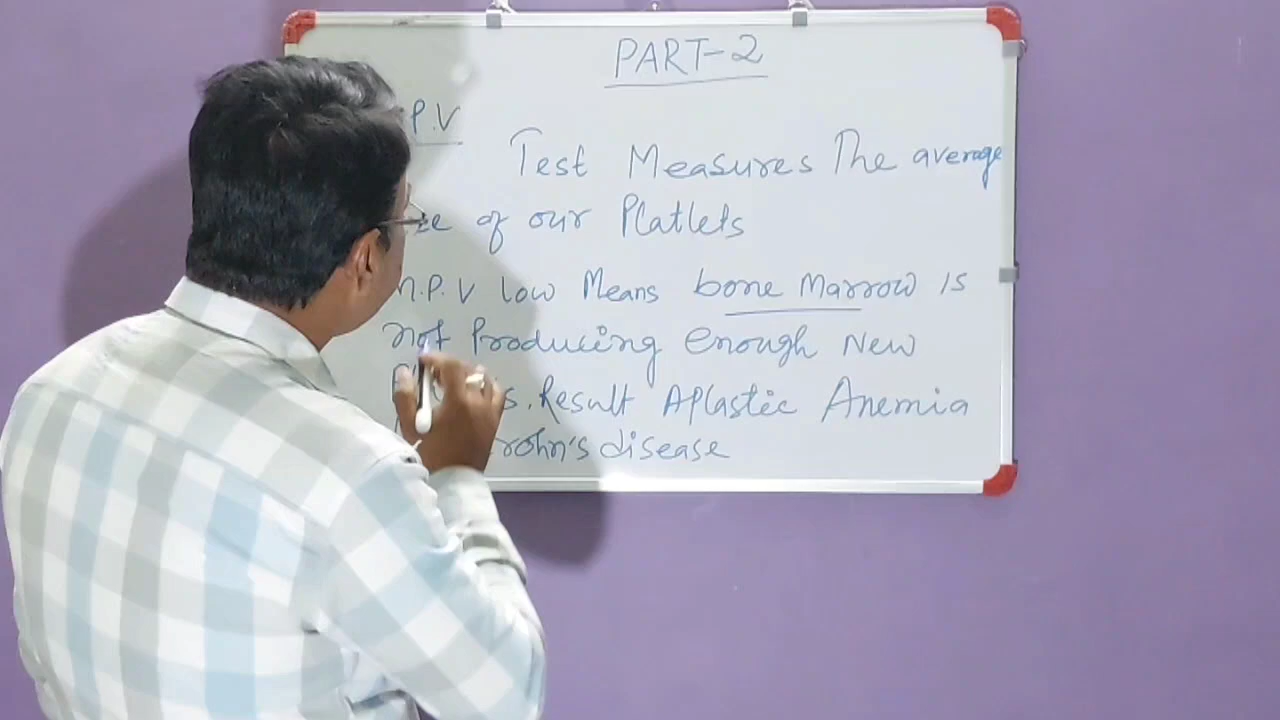 PART-2
P.V
Test Measures The average
of our Platlets
M.P.V low Means bone Marrow is
not Producing enough New
Result Aplastic Anemia
disease